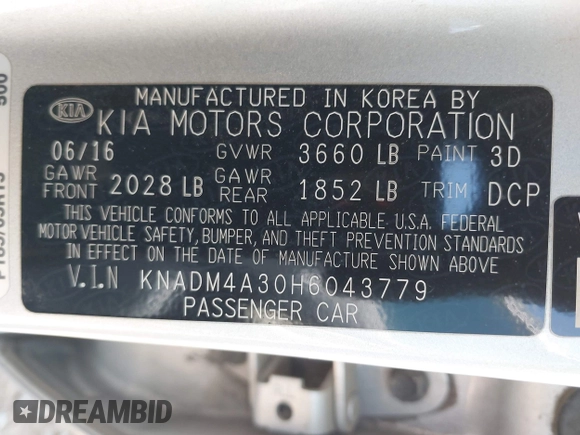 MANUFACTURED IN KOREA BY
KIA KIA MOTORS CORPORATION
06/16 GVWR 3660 LB PAINT 3D
GAWR FRONT 2028 LB GAWR REAR 1852 LB TRIM DCP
THIS VEHICLE CONFORMS TO ALL APPLICABLE U.S.A. FEDERAL
MOTOR VEHICLE SAFETY, BUMPER, AND THEFT PREVENTION STANDARDS
IN EFFECT ON THE DATE OF MANUFACTURE SHOWN ABOVE
V.I.N KNADM4A30H6043779
PASSENGER CAR
DREAMBID